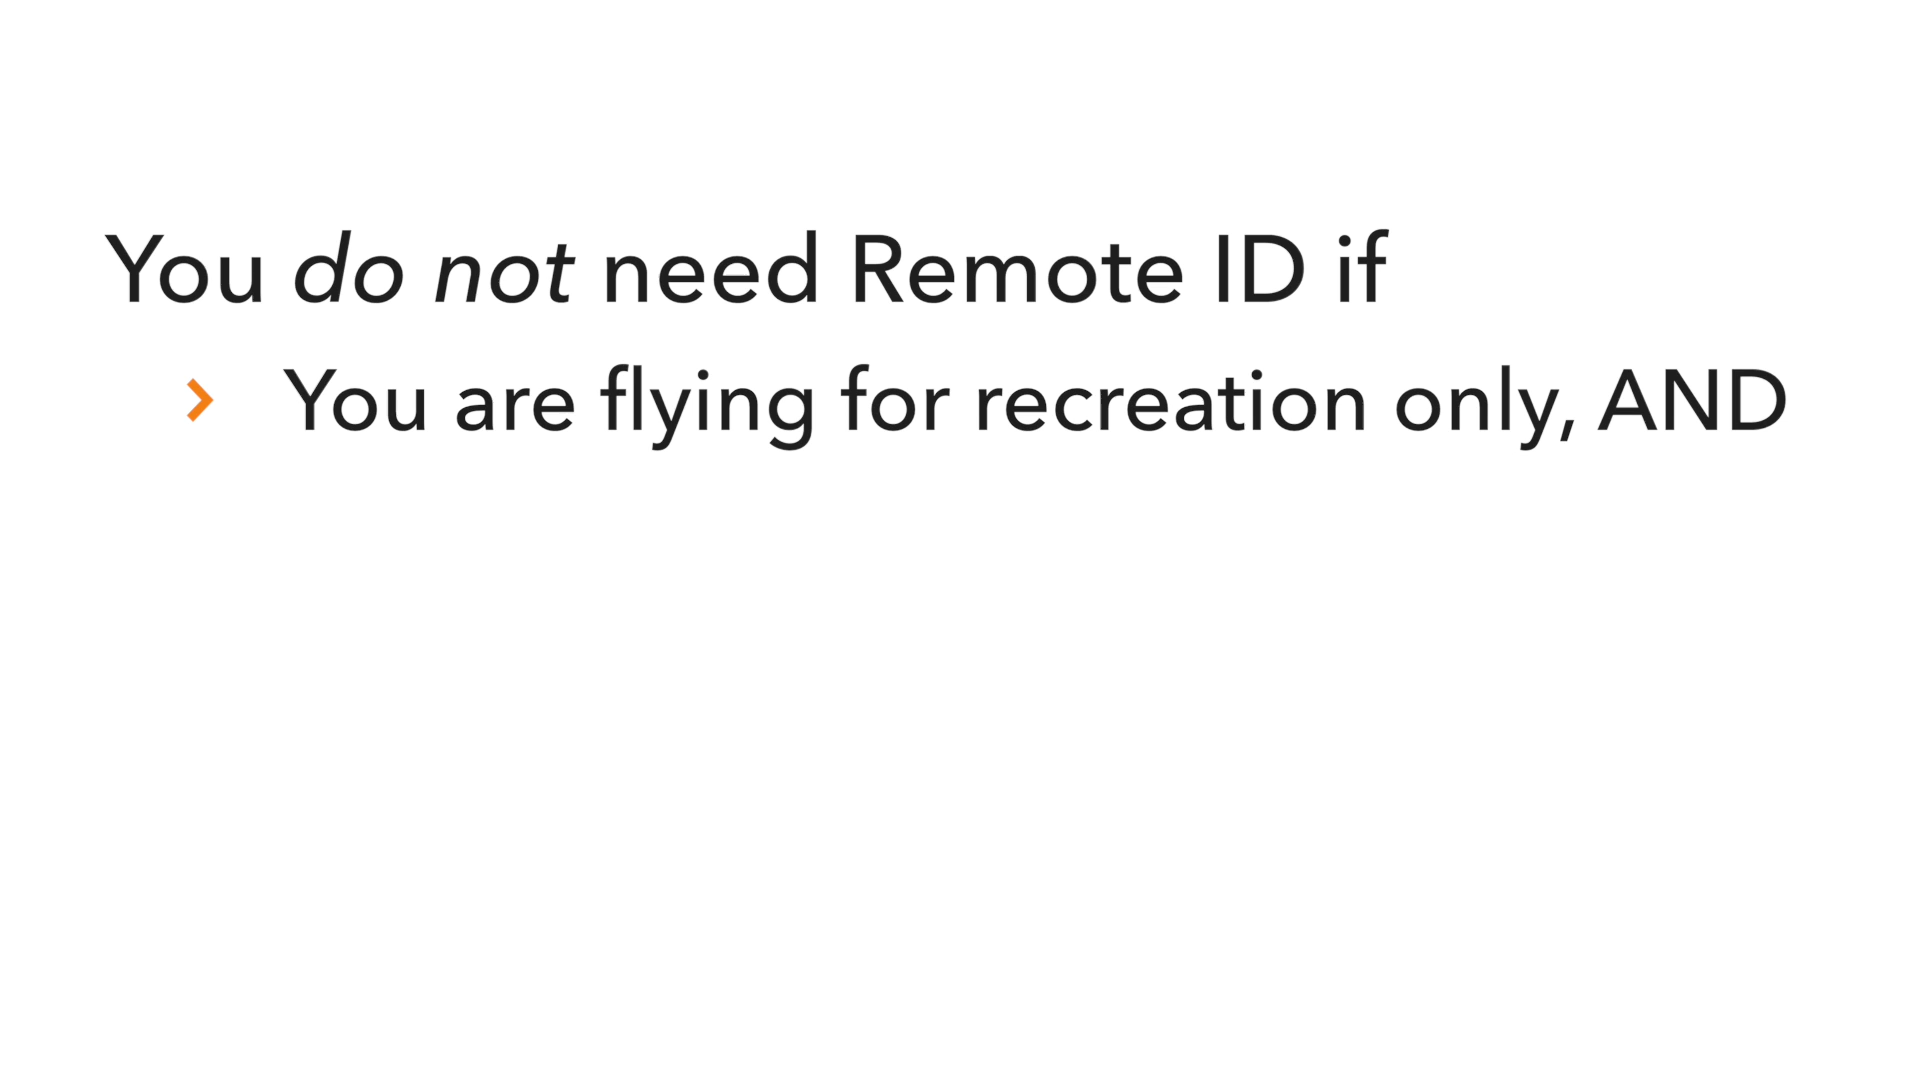 You do not need Remote ID if
You are flying for recreation only, AND